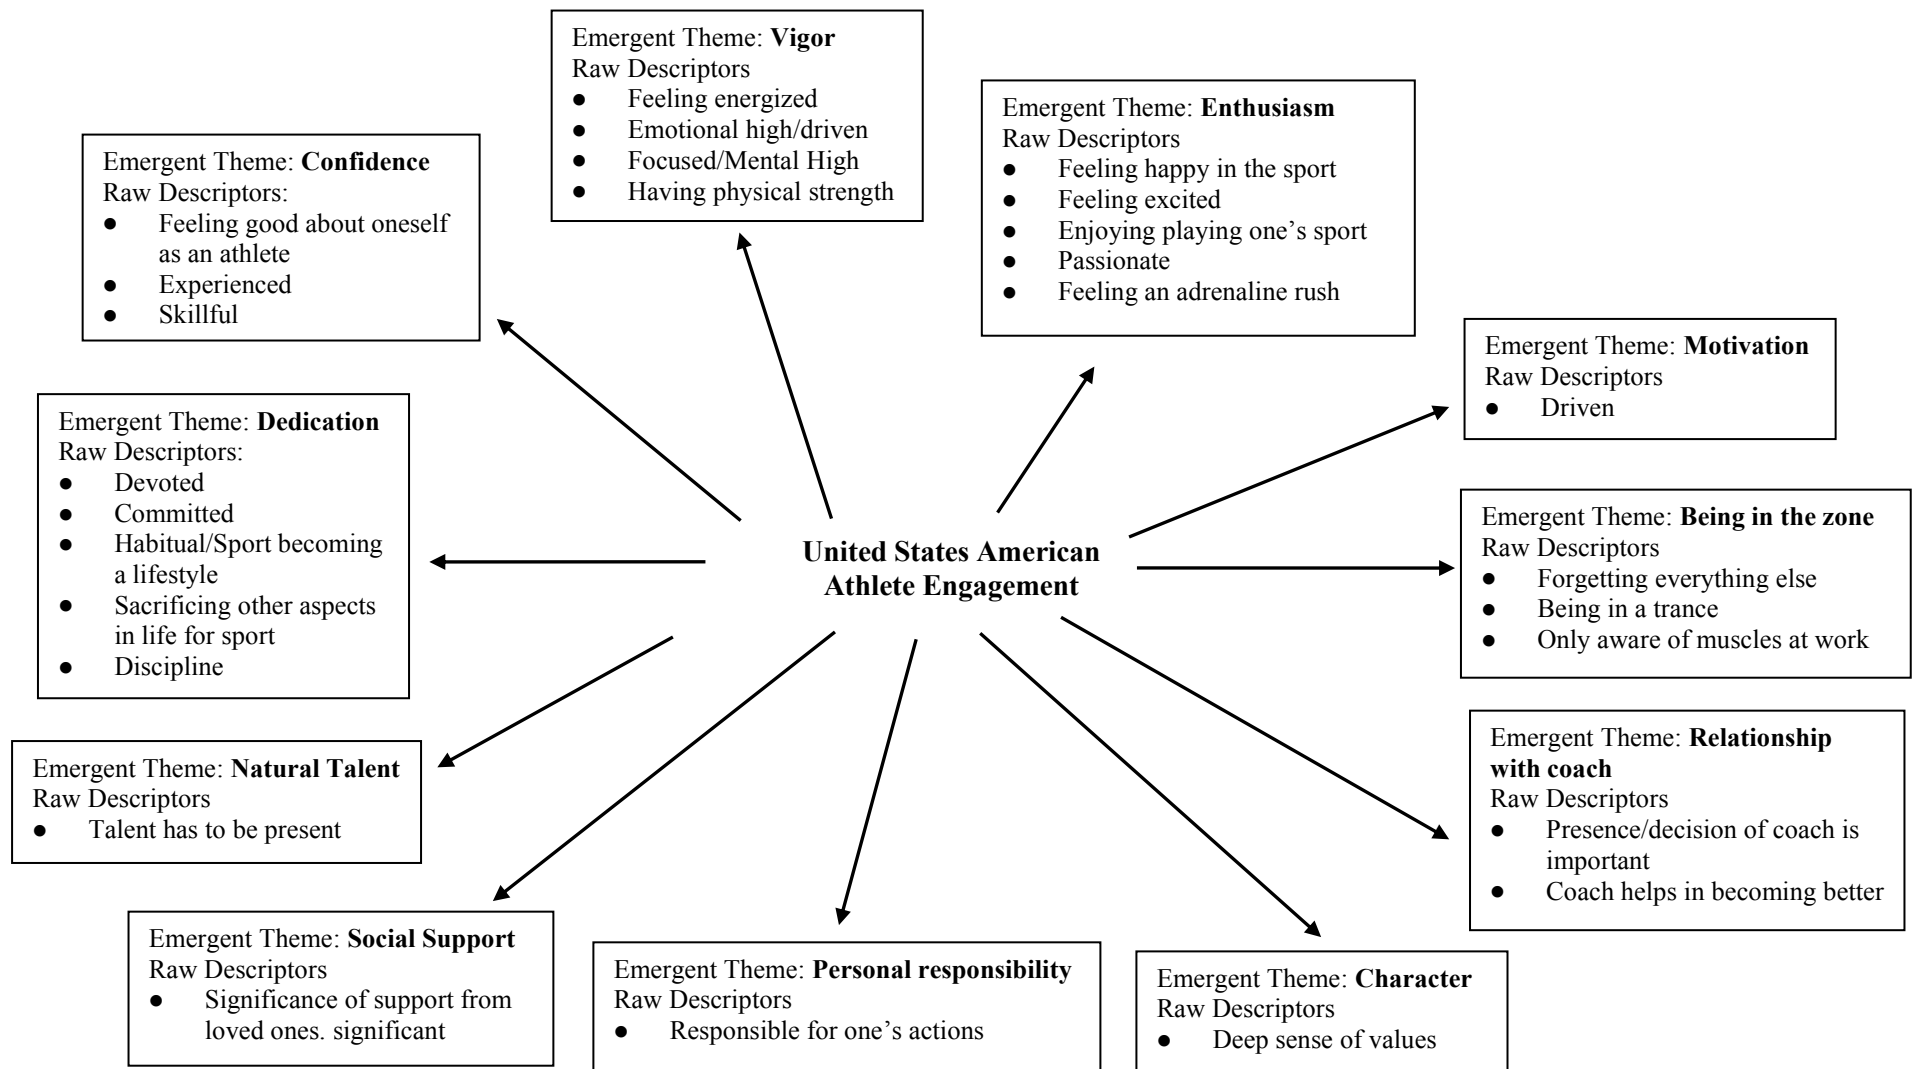 Emergent Theme: Vigor
Raw Descriptors
● Feeling energized
● Emotional high/driven
● Focused/Mental High
● Having physical strength
Emergent Theme: Enthusiasm
Raw Descriptors
● Feeling happy in the sport
● Feeling excited
● Enjoying playing one’s sport
● Passionate
● Feeling an adrenaline rush
Emergent Theme: Confidence
Raw Descriptors:
● Feeling good about oneself
as an athlete
● Experienced
● Skillful
Emergent Theme: Motivation
Raw Descriptors
● Driven
Emergent Theme: Dedication
Raw Descriptors:
● Devoted
● Committed
● Habitual/Sport becoming
a lifestyle
● Sacrificing other aspects
in life for sport
● Discipline
United States American
Athlete Engagement
Emergent Theme: Being in the zone
Raw Descriptors
● Forgetting everything else
● Being in a trance
● Only aware of muscles at work
Emergent Theme: Natural Talent
Raw Descriptors
● Talent has to be present
Emergent Theme: Relationship
with coach
Raw Descriptors
● Presence/decision of coach is
important
● Coach helps in becoming better
Emergent Theme: Social Support
Raw Descriptors
● Significance of support from
loved ones. significant
Emergent Theme: Personal responsibility
Raw Descriptors
● Responsible for one’s actions
Emergent Theme: Character
Raw Descriptors
● Deep sense of values